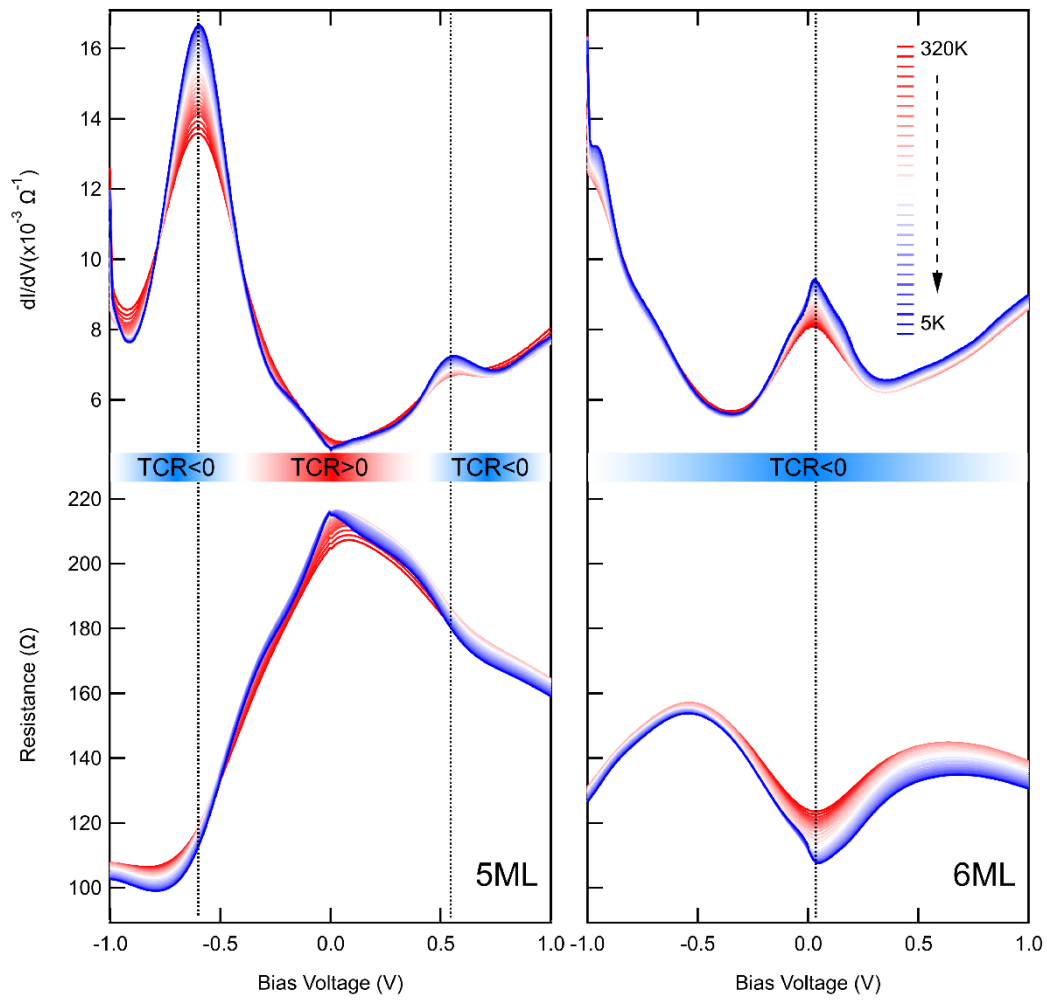 16
14
12
10
8
6
dI/dV(x10⁻³ Ω⁻¹)
320K
5K
TCR<0
TCR>0
TCR<0
TCR<0
220
200
180
160
140
120
100
Resistance (Ω)
5ML
6ML
-1.0
-0.5
0.0
0.5
1.0
-1.0
-0.5
0.0
0.5
1.0
Bias Voltage (V)
Bias Voltage (V)